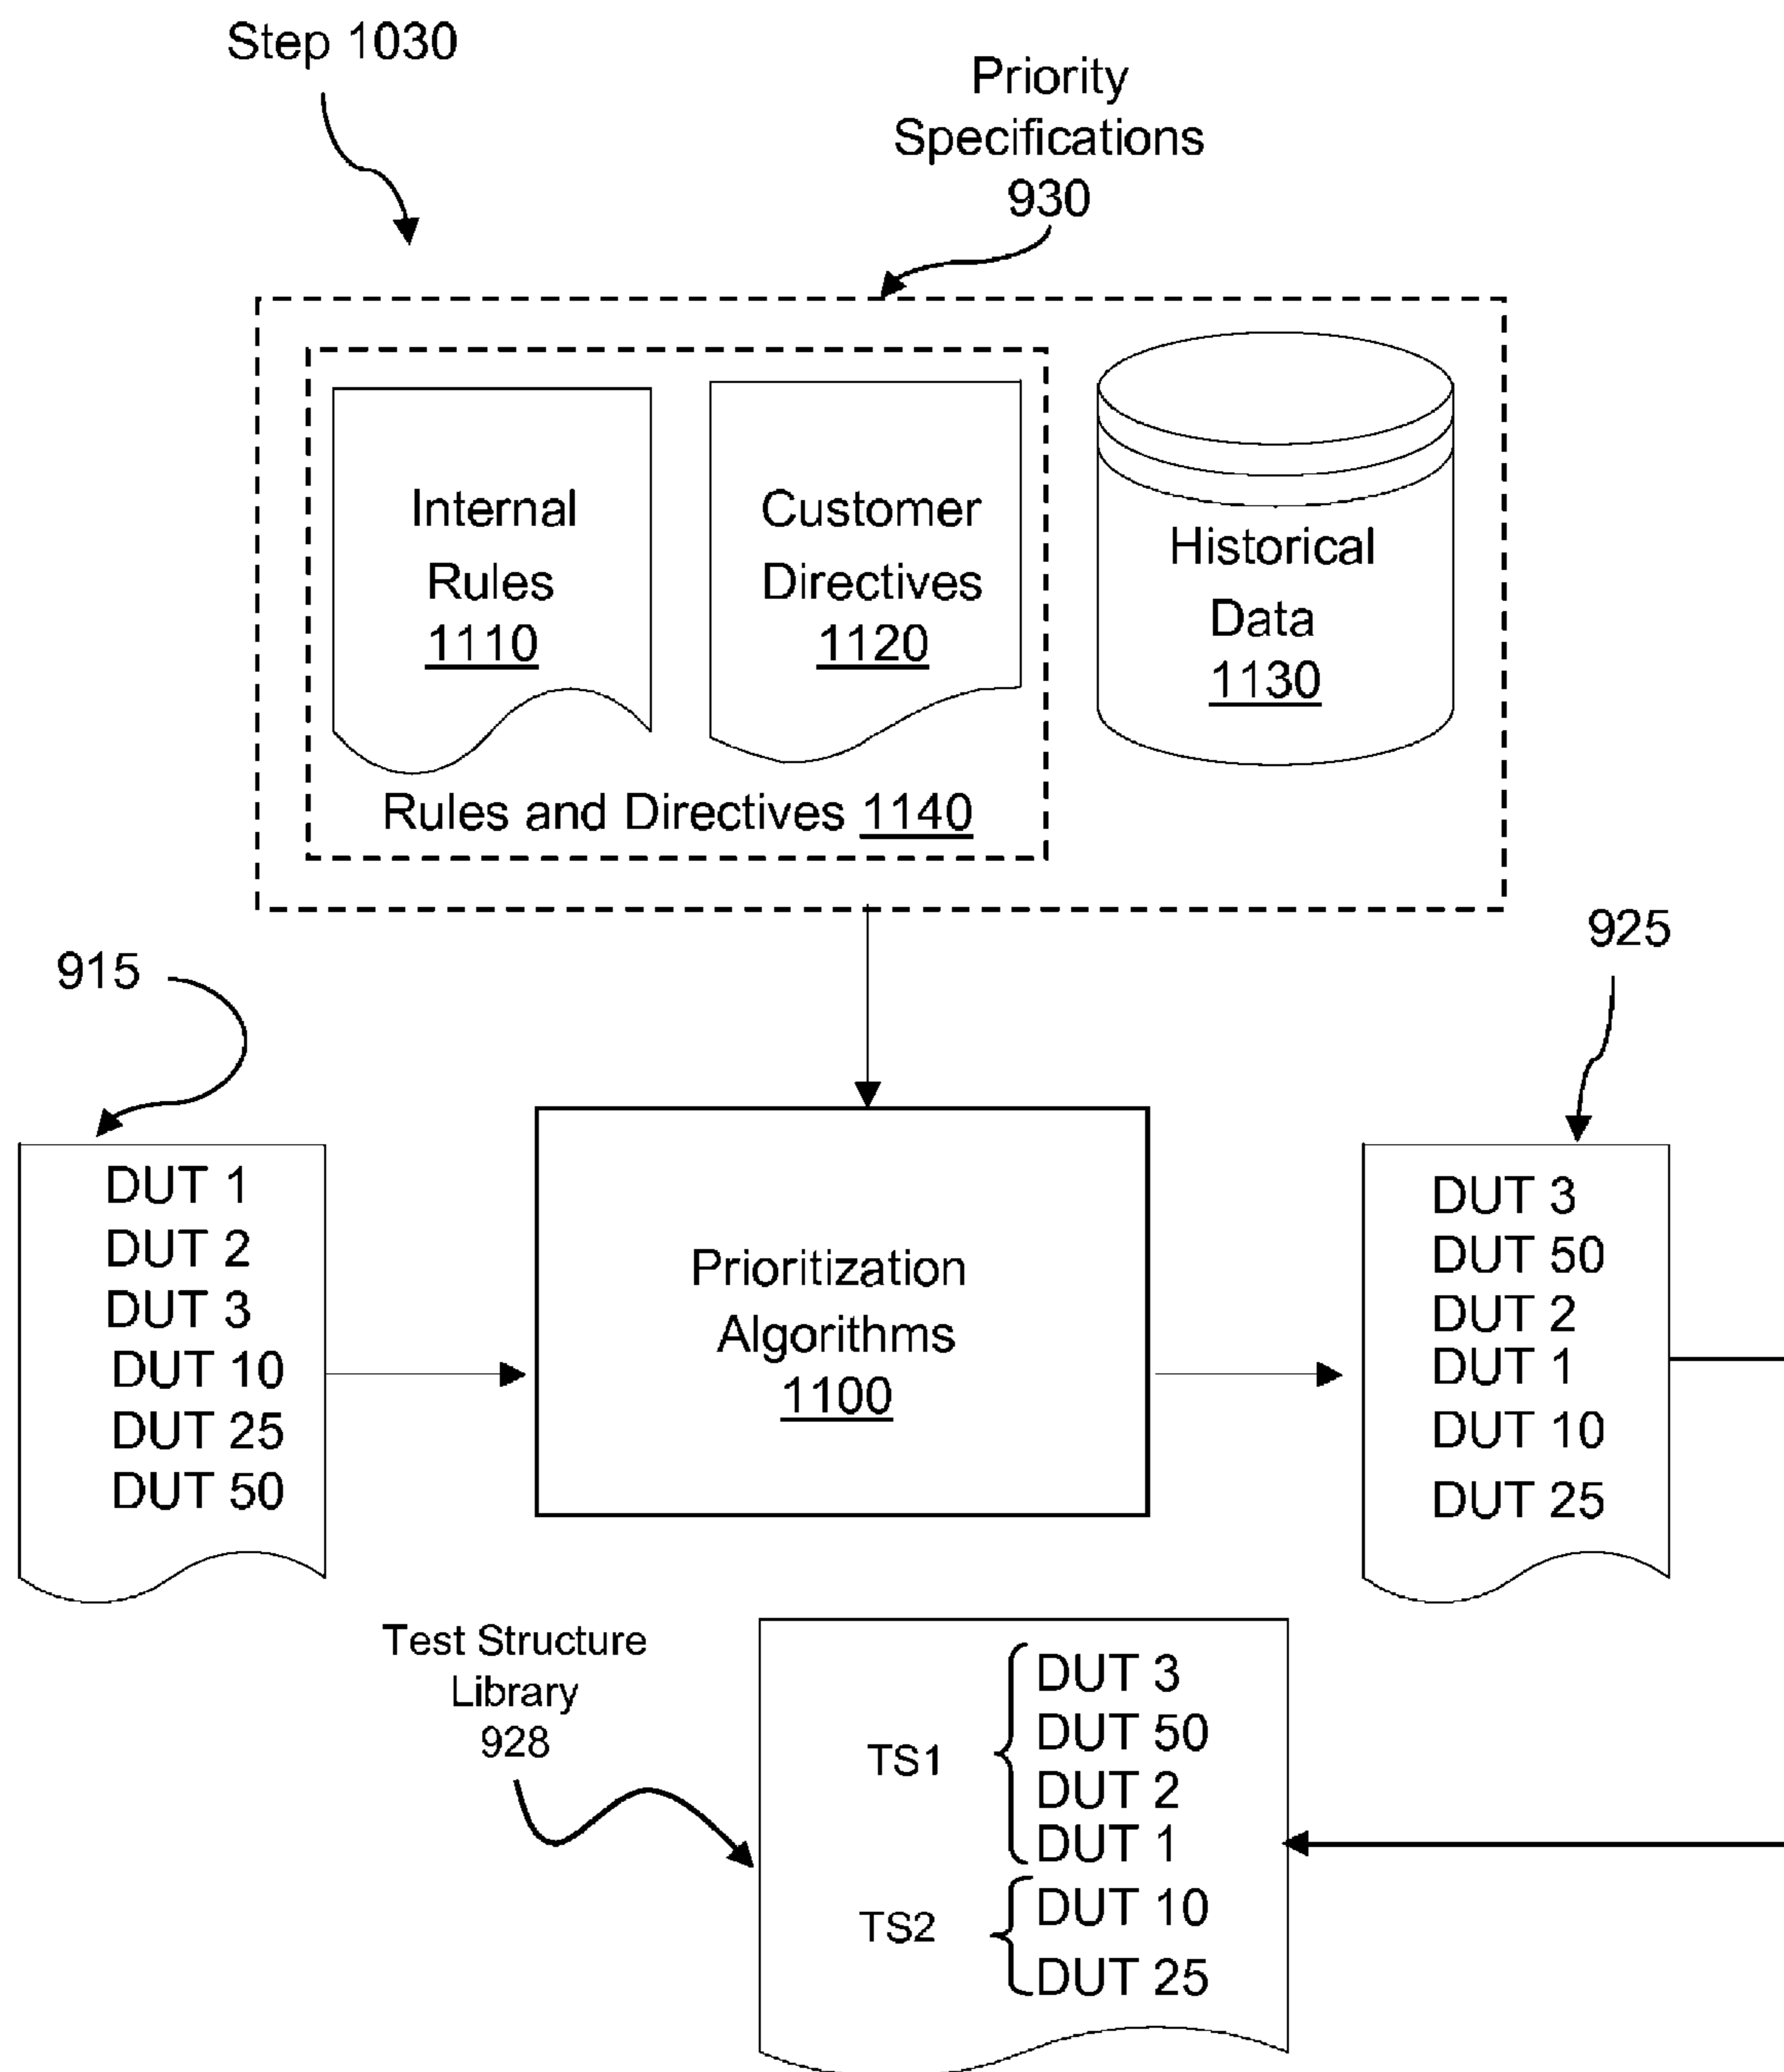 Step 1030
Priority
Specifications
930
Internal
Rules
1110
Customer
Directives
1120
Historical
Data
1130
Rules and Directives 1140
915
925
DUT 1
DUT 2
DUT 3
DUT 10
DUT 25
DUT 50
Prioritization
Algorithms
1100
DUT 3
DUT 50
DUT 2
DUT 1
DUT 10
DUT 25
Test Structure
Library
928
TS1
DUT 3
DUT 50
DUT 2
DUT 1
TS2
DUT 10
DUT 25